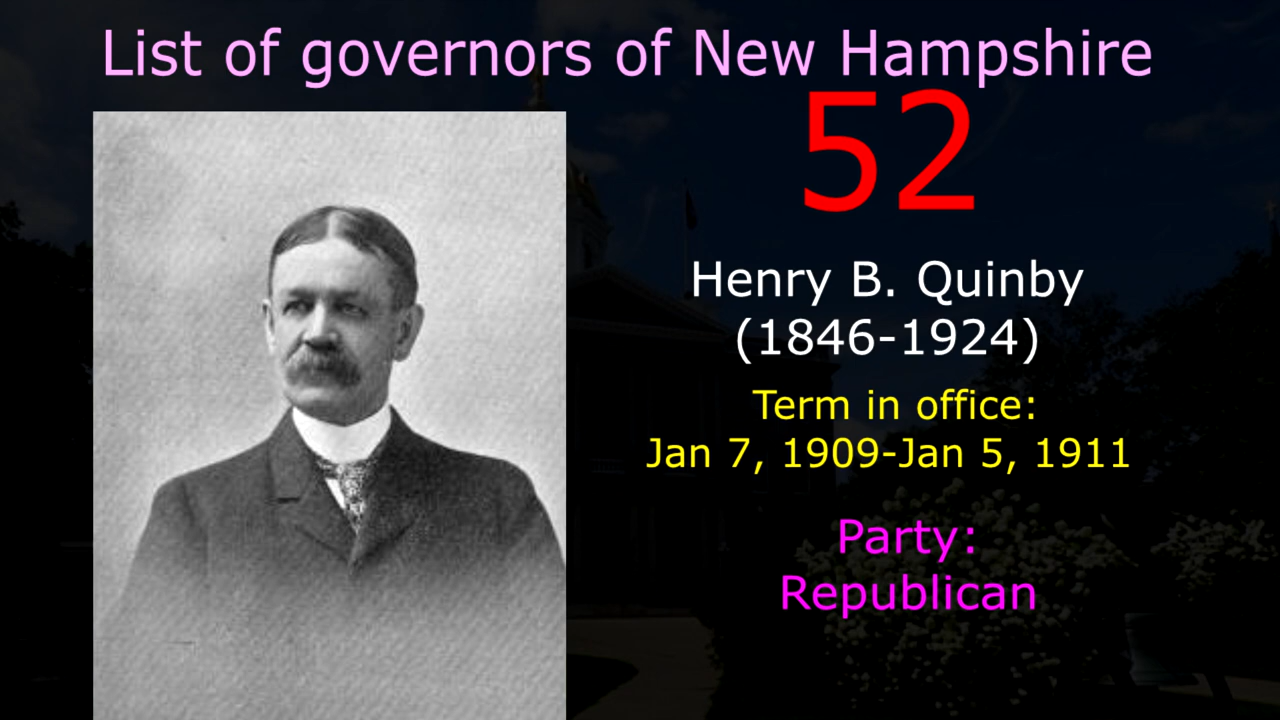 List of governors of New Hampshire
52
Henry B. Quinby
(1846-1924)
Term in office:
Jan 7, 1909-Jan 5, 1911
Party:
Republican